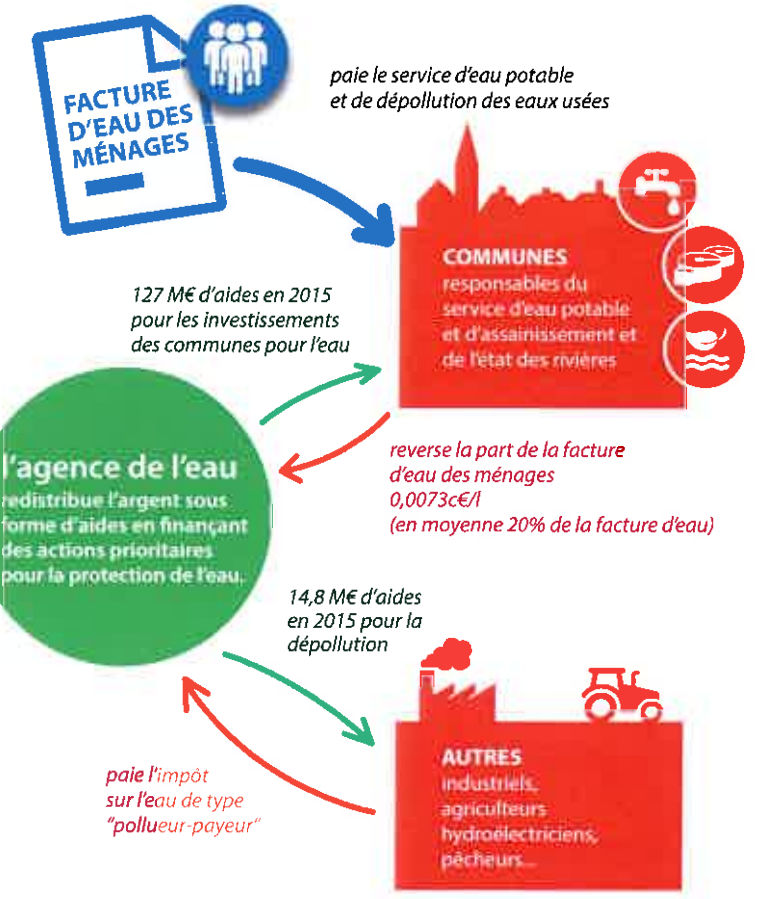 FACTURE
D'EAU DES
MÉNAGES
paie le service d'eau potable
et de dépollution des eaux usées
COMMUNES
responsables du
service d'eau potable
et d'assainissement et
de l'état des rivières
127 M€ d'aides en 2015
pour les investissements
des communes pour l'eau
l'agence de l'eau
redistribue l'argent sous
forme d'aides en finançant
des actions prioritaires
pour la protection de l'eau.
reverse la part de la facture
d'eau des ménages
0,0073c€/l
(en moyenne 20% de la facture d'eau)
14,8 M€ d'aides
en 2015 pour la
dépollution
paie l'impôt
sur l'eau de type
"pollueur-payeur"
AUTRES
industriels,
agriculteurs
hydroélectriciens,
pêcheurs...